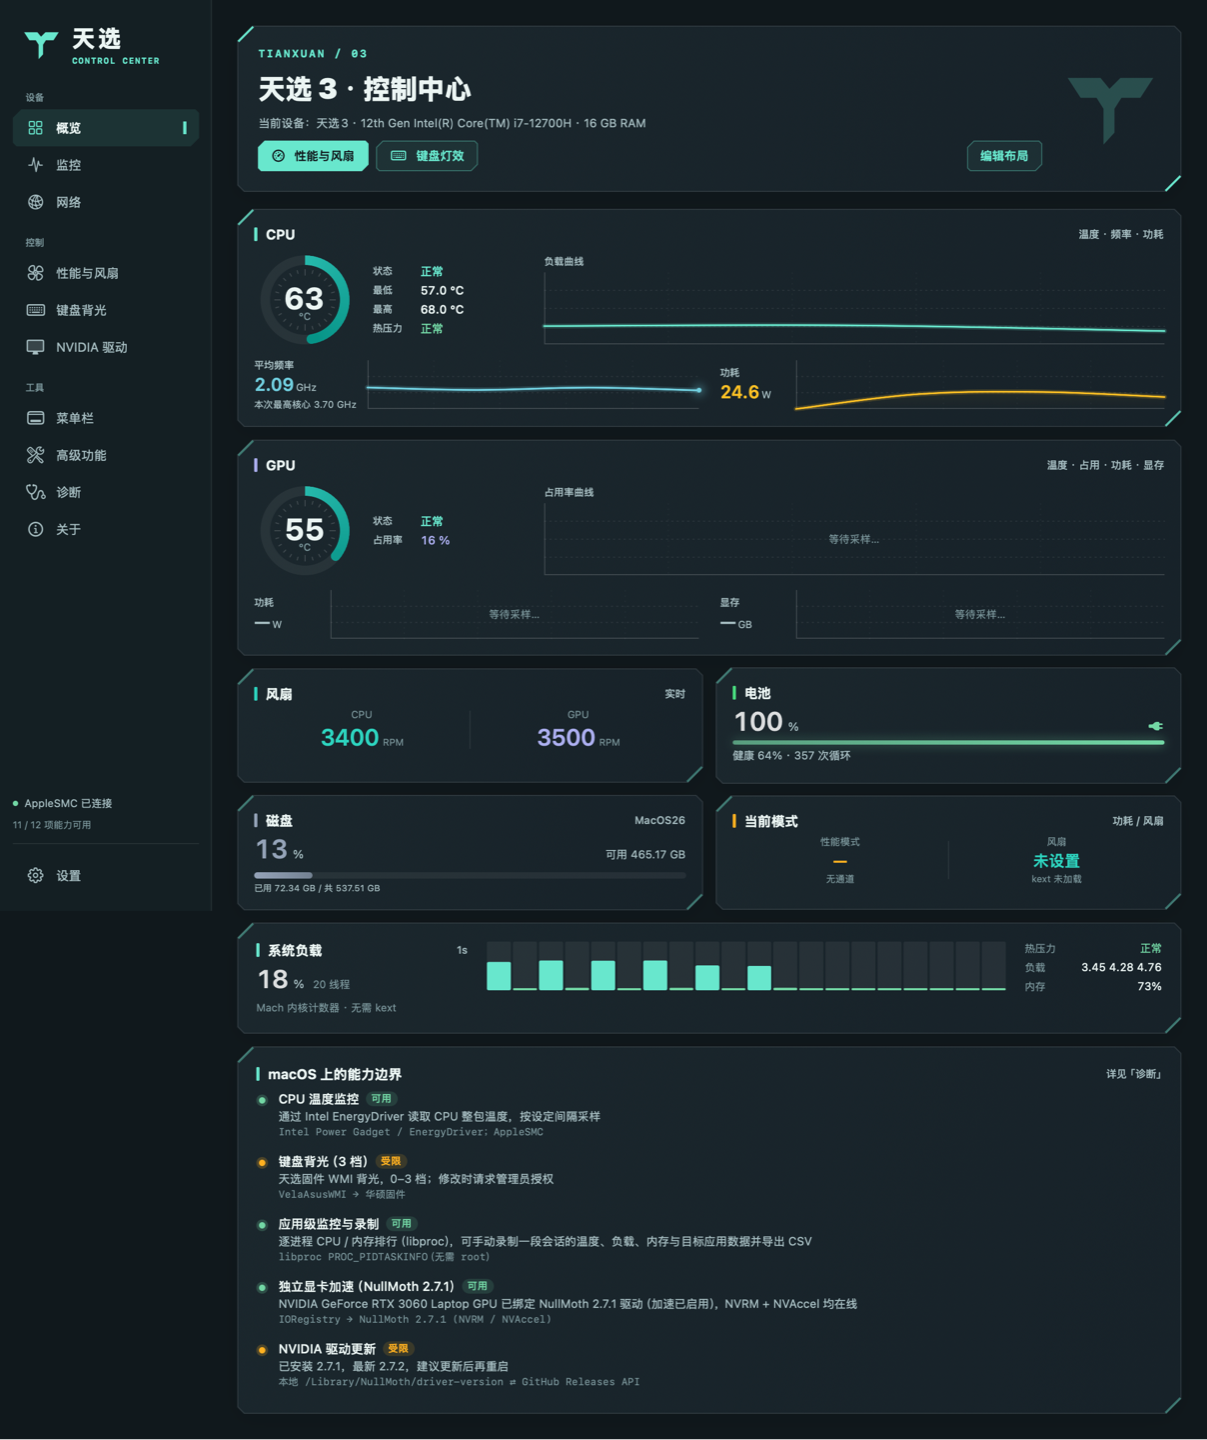 天选
CONTROL CENTER
设备
概览
监控
网络
控制
性能与风扇
键盘背光
NVIDIA 驱动
工具
菜单栏
高级功能
诊断
关于
AppleSMC 已连接
11 / 12 项能力可用
设置
TIANXUAN / 03
天选 3 · 控制中心
当前设备：天选 3 · 12th Gen Intel(R) Core(TM) i7-12700H · 16 GB RAM
性能与风扇
键盘灯效
编辑布局
CPU
温度 · 频率 · 功耗
63
°C
状态 正常
最低 57.0 °C
最高 68.0 °C
热压力 正常
负载曲线
平均频率
2.09 GHz
本次最高核心 3.70 GHz
功耗
24.6 W
GPU
温度 · 占用 · 功耗 · 显存
55
°C
状态 正常
占用率 16 %
占用率曲线
等待采样...
功耗
— W
等待采样...
显存
— GB
等待采样...
风扇
实时
CPU
3400 RPM
GPU
3500 RPM
电池
100 %
健康 64% · 357 次循环
磁盘
MacOS26
13 %
可用 465.17 GB
已用 72.34 GB / 共 537.51 GB
当前模式
功耗 / 风扇
性能模式
—
无通道
风扇
未设置
kext 未加载
系统负载
1s
18 % 20 线程
Mach 内核计数器 · 无需 kext
热压力 正常
负载 3.45 4.28 4.76
内存 73%
macOS 上的能力边界
详见「诊断」
CPU 温度监控 可用
通过 Intel EnergyDriver 读取 CPU 整包温度，按设定间隔采样
Intel Power Gadget / EnergyDriver; AppleSMC
键盘背光（3 档） 受限
天选固件 WMI 背光，0–3 档；修改时请求管理员授权
VelaAsusWMI → 华硕固件
应用级监控与录制 可用
逐进程 CPU / 内存排行 (libproc)，可手动录制一段会话的温度、负载、内存与目标应用数据并导出 CSV
libproc PROC_PIDTASKINFO（无需 root）
独立显卡加速（NullMoth 2.7.1） 可用
NVIDIA GeForce RTX 3060 Laptop GPU 已绑定 NullMoth 2.7.1 驱动 (加速已启用)，NVRM + NVAccel 均在线
IORegistry → NullMoth 2.7.1 (NVRM / NVAccel)
NVIDIA 驱动更新 受限
已安装 2.7.1，最新 2.7.2，建议更新后再重启
本地 /Library/NullMoth/driver-version ⇄ GitHub Releases API